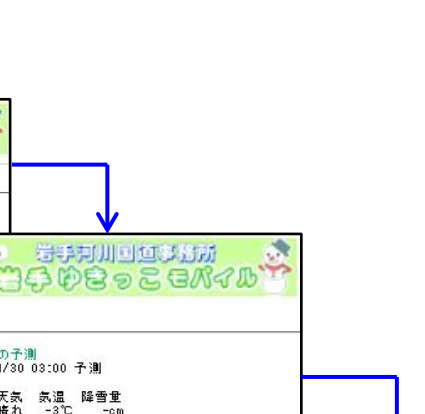 岩手河川国道事務所
岩手ゆきっこモバイル
の予測
/30 03:00 予測
天気 気温 降雪量
晴れ -3℃ -cm